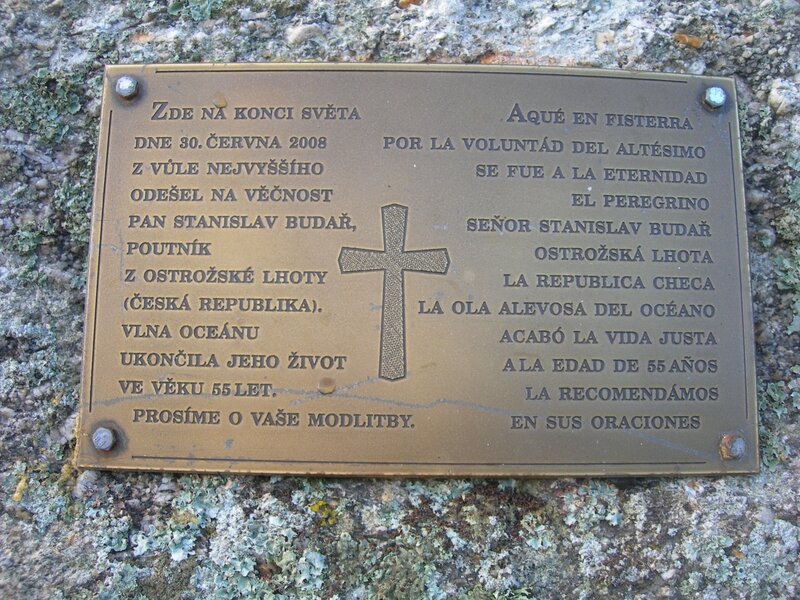 Zde na konci světa
dne 30. června 2008
z vůle nejvyššího
odešel na věčnost
pan Stanislav Budař,
poutník
z Ostrožské Lhoty
(Česká republika).
Vlna oceánu
ukončila jeho život
ve věku 55 let.
Prosíme o vaše modlitby.
Aqué en Fisterra
por la voluntád del altésimo
se fue a la eternidad
el peregrino
señor Stanislav Budař
Ostrožská Lhota
la Republica Checa
la ola alevosa del océano
acabó la vida justa
a la edad de 55 años
la recomendámos
en sus oraciones